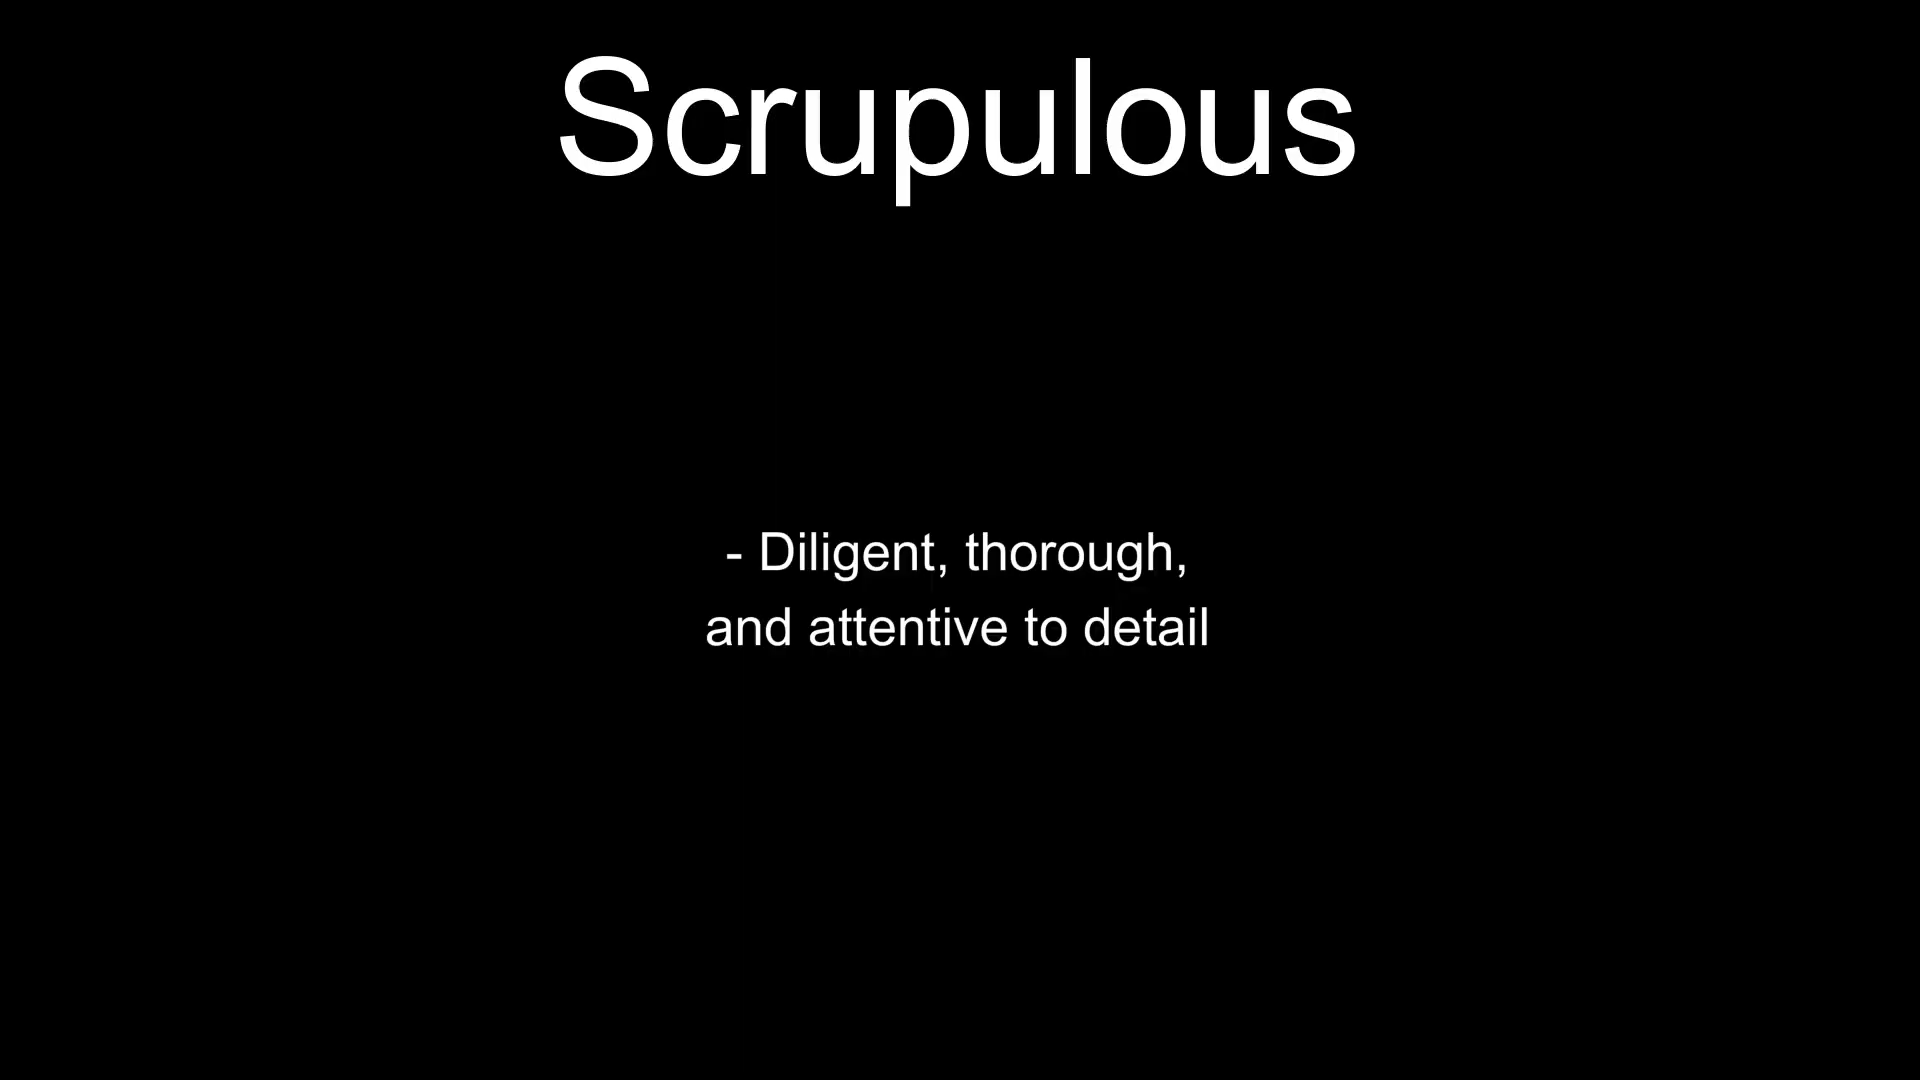 Scrupulous
- Diligent, thorough,
and attentive to detail